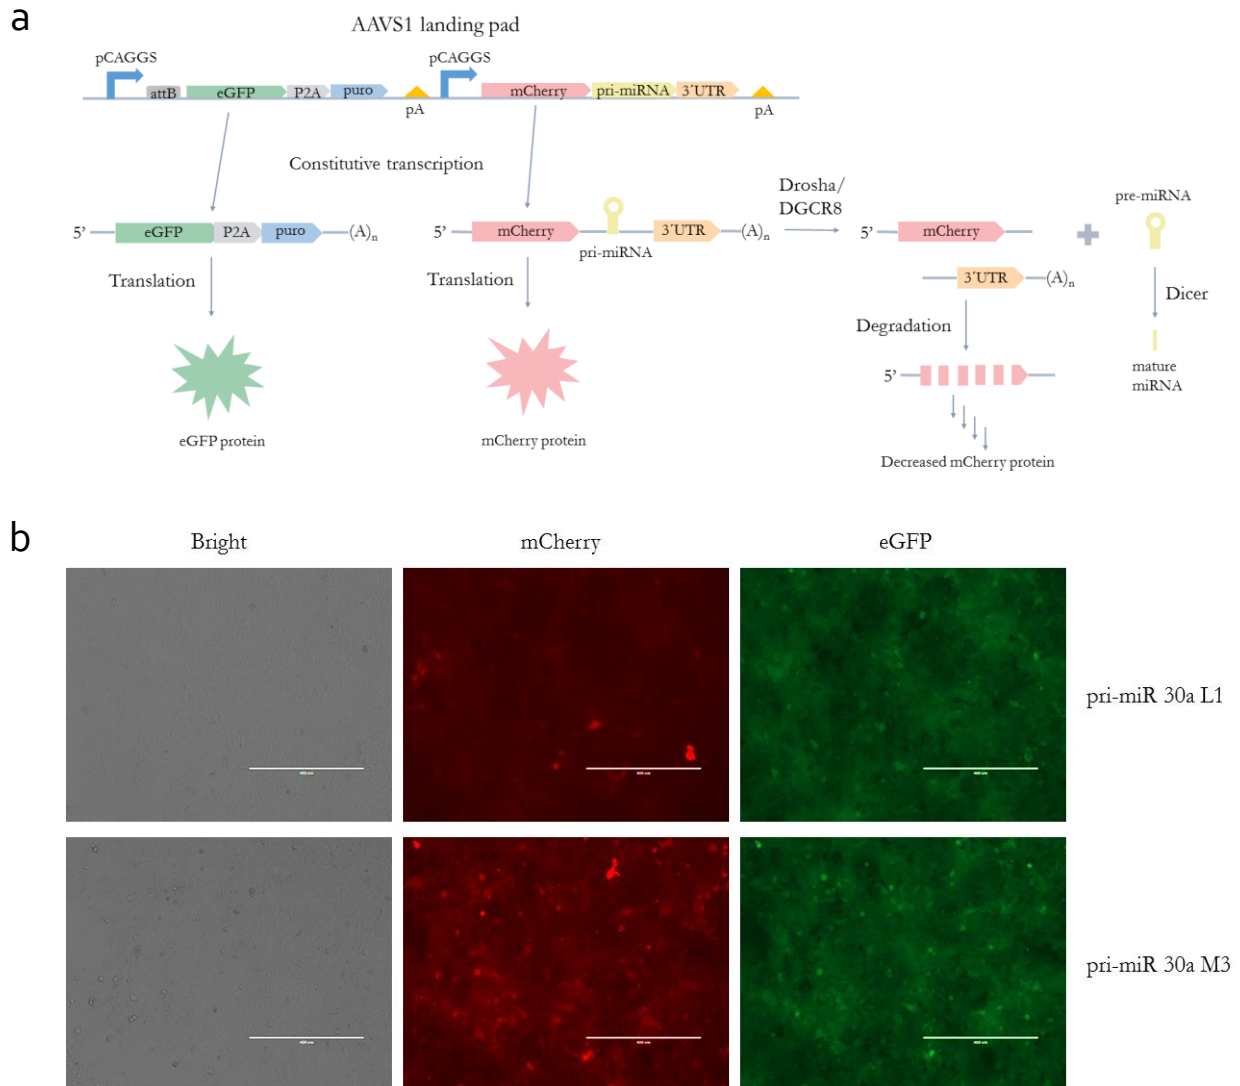 a
AAVS1 landing pad
pCAGGS
pCAGGS
attB
eGFP
P2A
puro
pA
mCherry
pri-miRNA
3´UTR
pA
Constitutive transcription
5’
eGFP
P2A
puro
(A)n
5’
mCherry
pri-miRNA
3´UTR
(A)n
Drosha/
DGCR8
5’
mCherry
pre-miRNA
3´UTR
(A)n
Translation
Translation
Degradation
Dicer
5’
mature
miRNA
eGFP protein
mCherry protein
Decreased mCherry protein
b
Bright
mCherry
eGFP
pri-miR 30a L1
pri-miR 30a M3